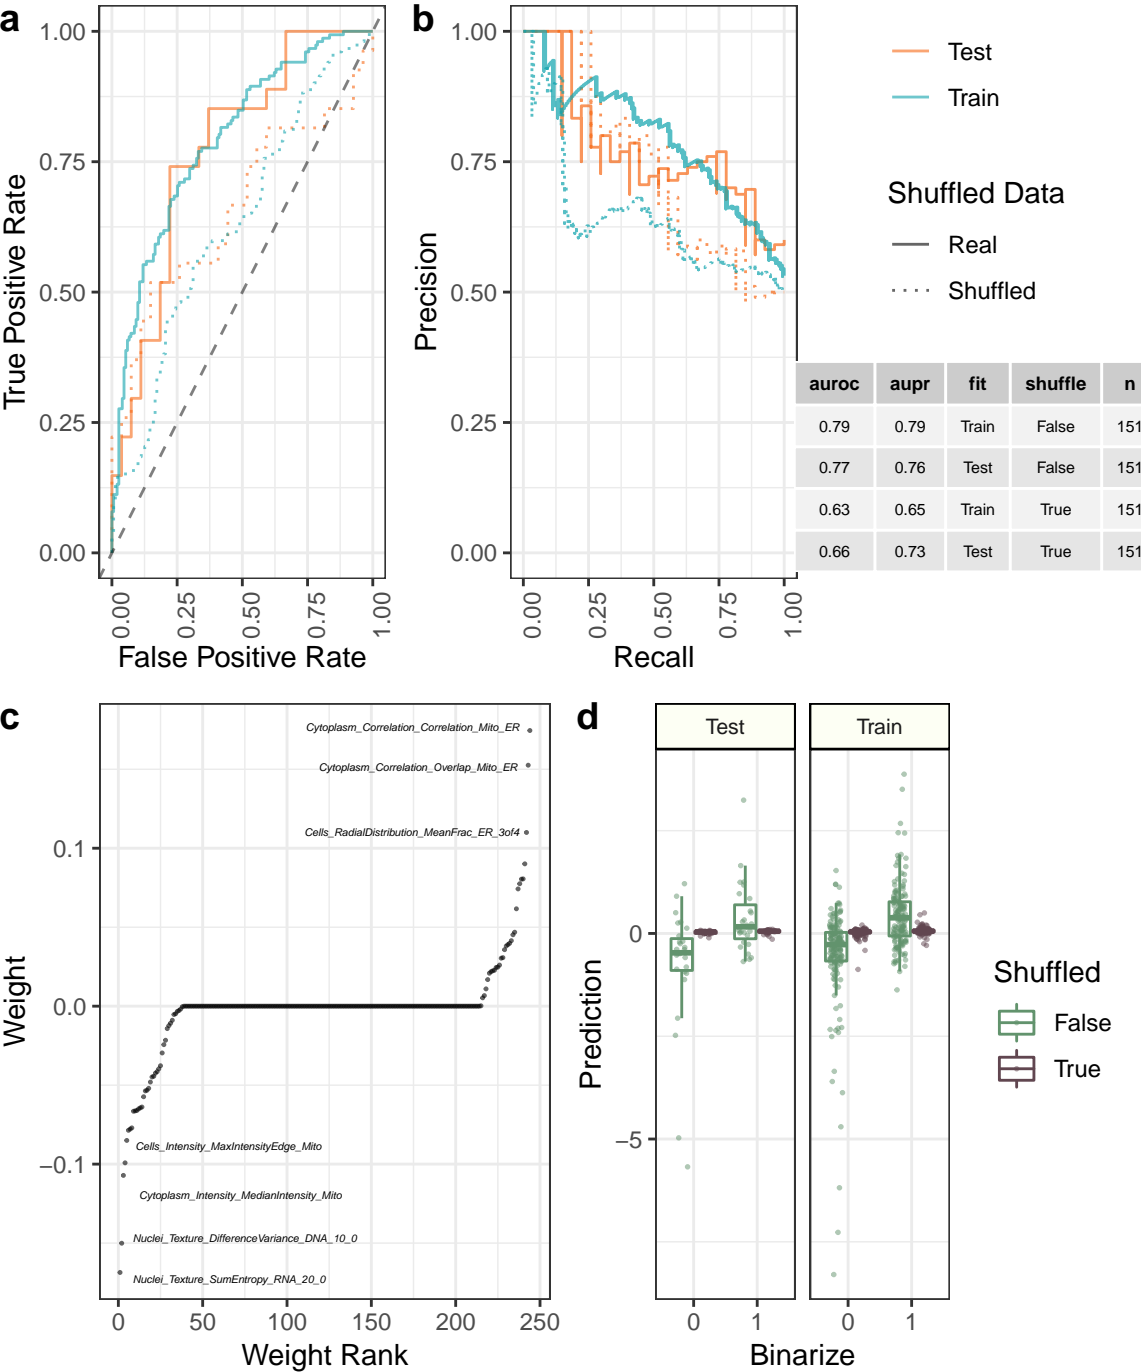 a
1.00
0.75
0.50
0.25
0.00
True Positive Rate
0.00
0.25
0.50
0.75
1.00
False Positive Rate
b
1.00
0.75
0.50
0.25
0.00
Precision
0.00
0.25
0.50
0.75
1.00
Recall
Test
Train
Shuffled Data
Real
Shuffled
auroc aupr fit shuffle n
0.79 0.79 Train False 151
0.77 0.76 Test False 151
0.63 0.65 Train True 151
0.66 0.73 Test True 151
c
Cytoplasm_Correlation_Correlation_Mito_ER
Cytoplasm_Correlation_Overlap_Mito_ER
Cells_RadialDistribution_MeanFrac_ER_3of4
Cells_Intensity_MaxIntensityEdge_Mito
Cytoplasm_Intensity_MedianIntensity_Mito
Nuclei_Texture_DifferenceVariance_DNA_10_0
Nuclei_Texture_SumEntropy_RNA_20_0
0.1
0.0
−0.1
Weight
0 50 100 150 200 250
Weight Rank
d
Test Train
0
−5
Prediction
0 1 0 1
Binarize
Shuffled
False
True